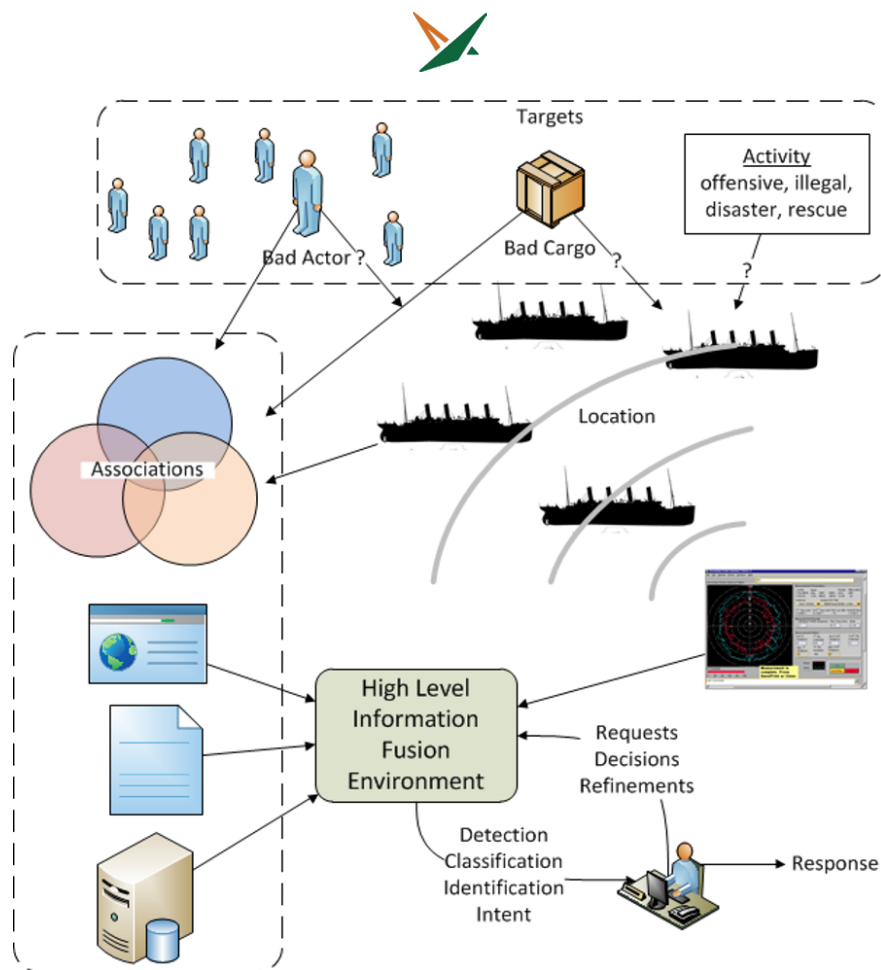 Targets
Activity
offensive, illegal,
disaster, rescue
Bad Actor ?
Bad Cargo
?
?
Location
Associations
High Level
Information
Fusion
Environment
Requests
Decisions
Refinements
Detection
Classification
Identification
Intent
Response